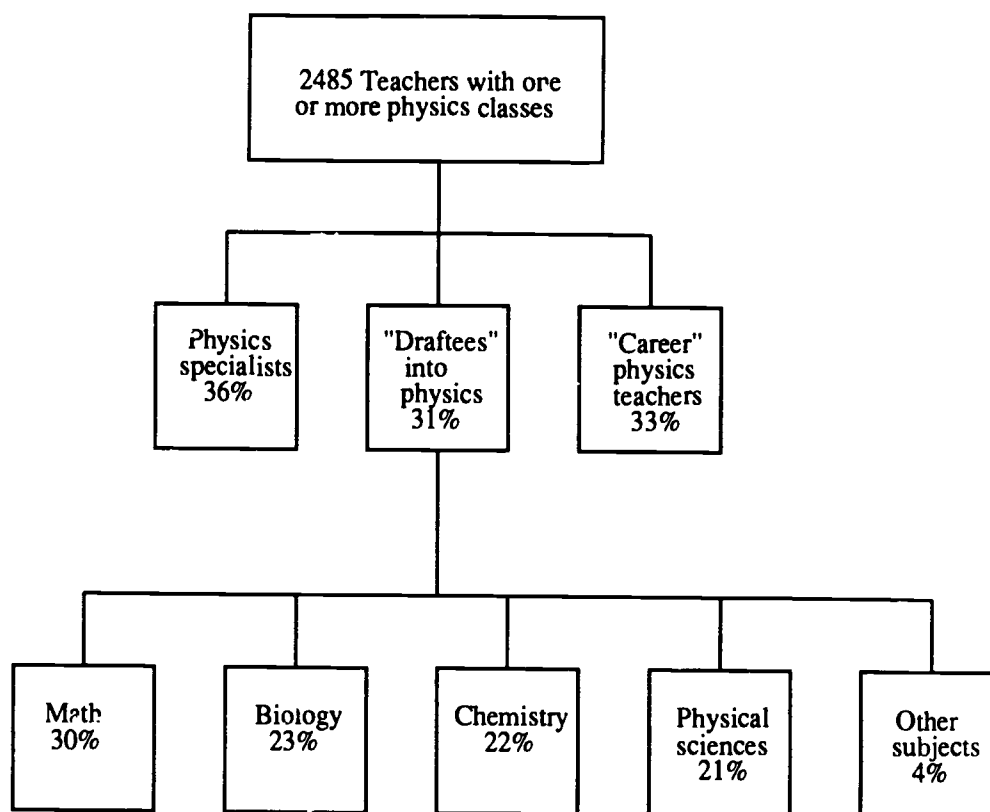 2485 Teachers with one
or more physics classes
Physics
specialists
36%
"Draftees"
into
physics
31%
"Career"
physics
teachers
33%
Math
30%
Biology
23%
Chemistry
22%
Physical
sciences
21%
Other
subjects
4%